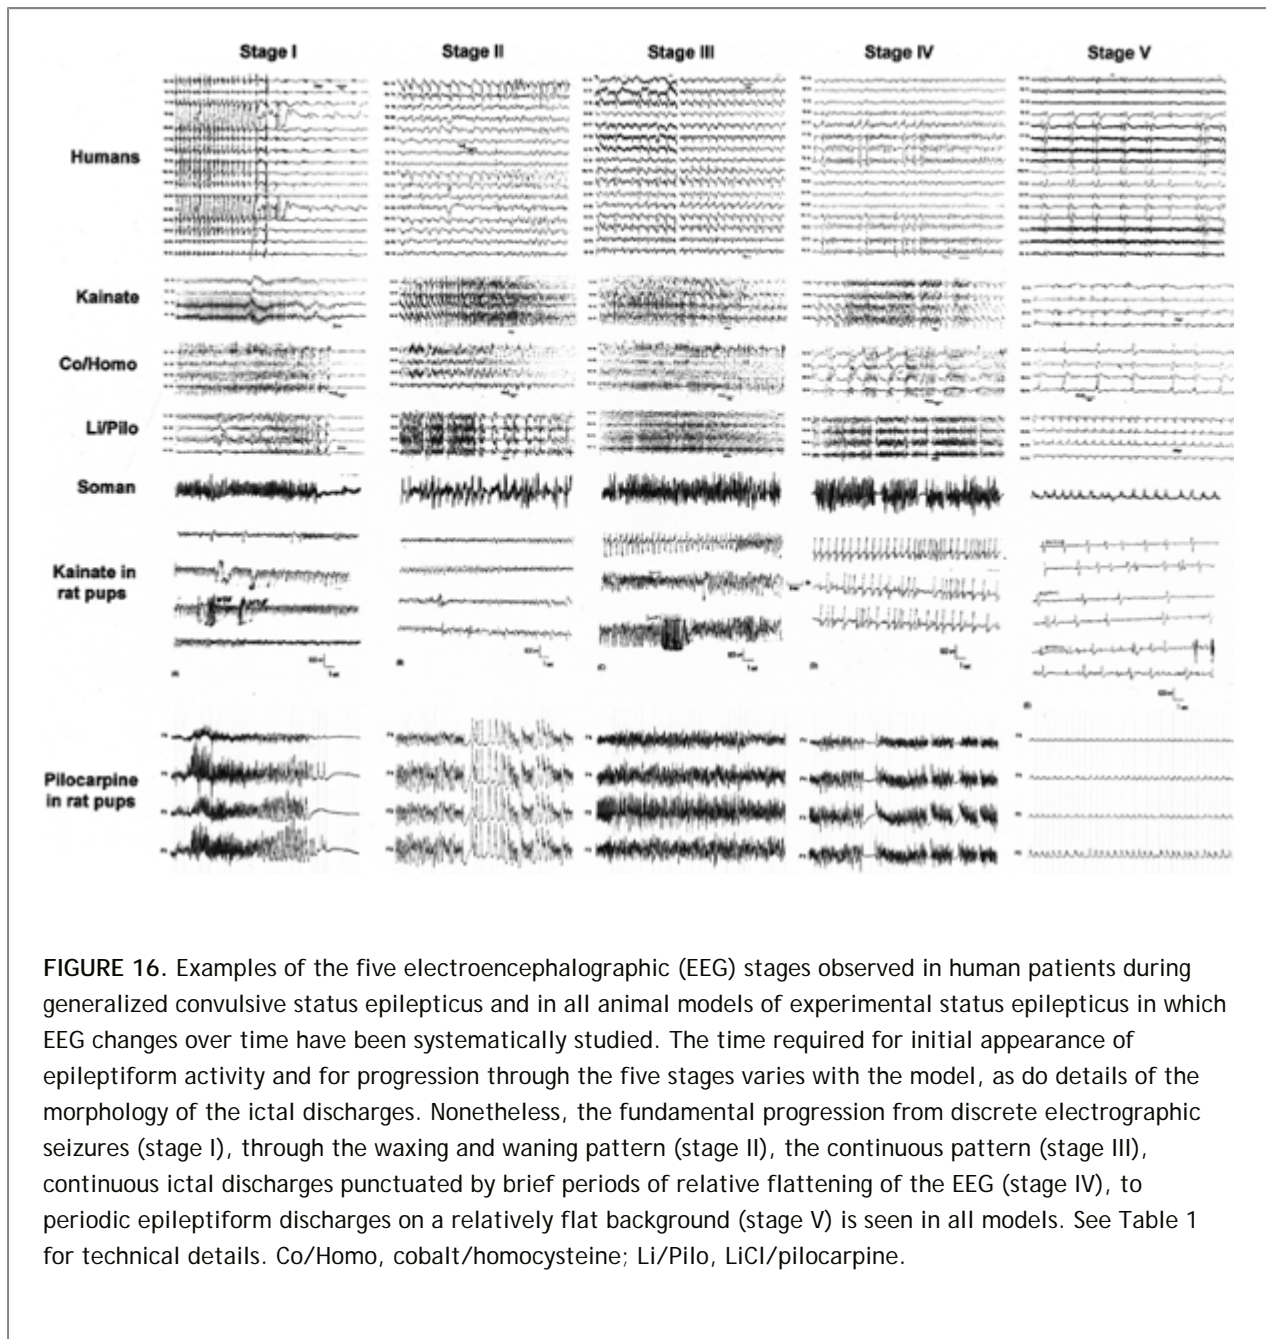 Stage I Stage II Stage III Stage IV Stage V
Humans
Kainate
Co/Homo
Li/Pilo
Soman
Kainate in
rat pups
Pilocarpine
in rat pups
FIGURE 16. Examples of the five electroencephalographic (EEG) stages observed in human patients during
generalized convulsive status epilepticus and in all animal models of experimental status epilepticus in which
EEG changes over time have been systematically studied. The time required for initial appearance of
epileptiform activity and for progression through the five stages varies with the model, as do details of the
morphology of the ictal discharges. Nonetheless, the fundamental progression from discrete electrographic
seizures (stage I), through the waxing and waning pattern (stage II), the continuous pattern (stage III),
continuous ictal discharges punctuated by brief periods of relative flattening of the EEG (stage IV), to
periodic epileptiform discharges on a relatively flat background (stage V) is seen in all models. See Table 1
for technical details. Co/Homo, cobalt/homocysteine; Li/Pilo, LiCl/pilocarpine.